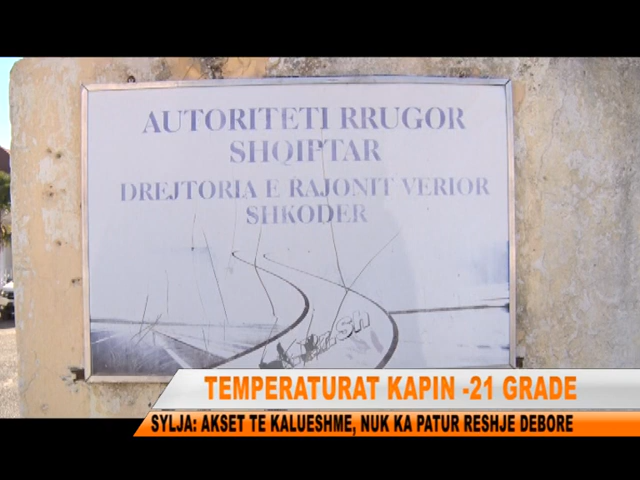 AUTORITETI RRUGOR
SHQIPTAR
DREJTORIA E RAJONIT VERIOR
SHKODER
TEMPERATURAT KAPIN -21 GRADE
SYLJA: AKSET TE KALUESHME, NUK KA PATUR RESHJE DEBORE